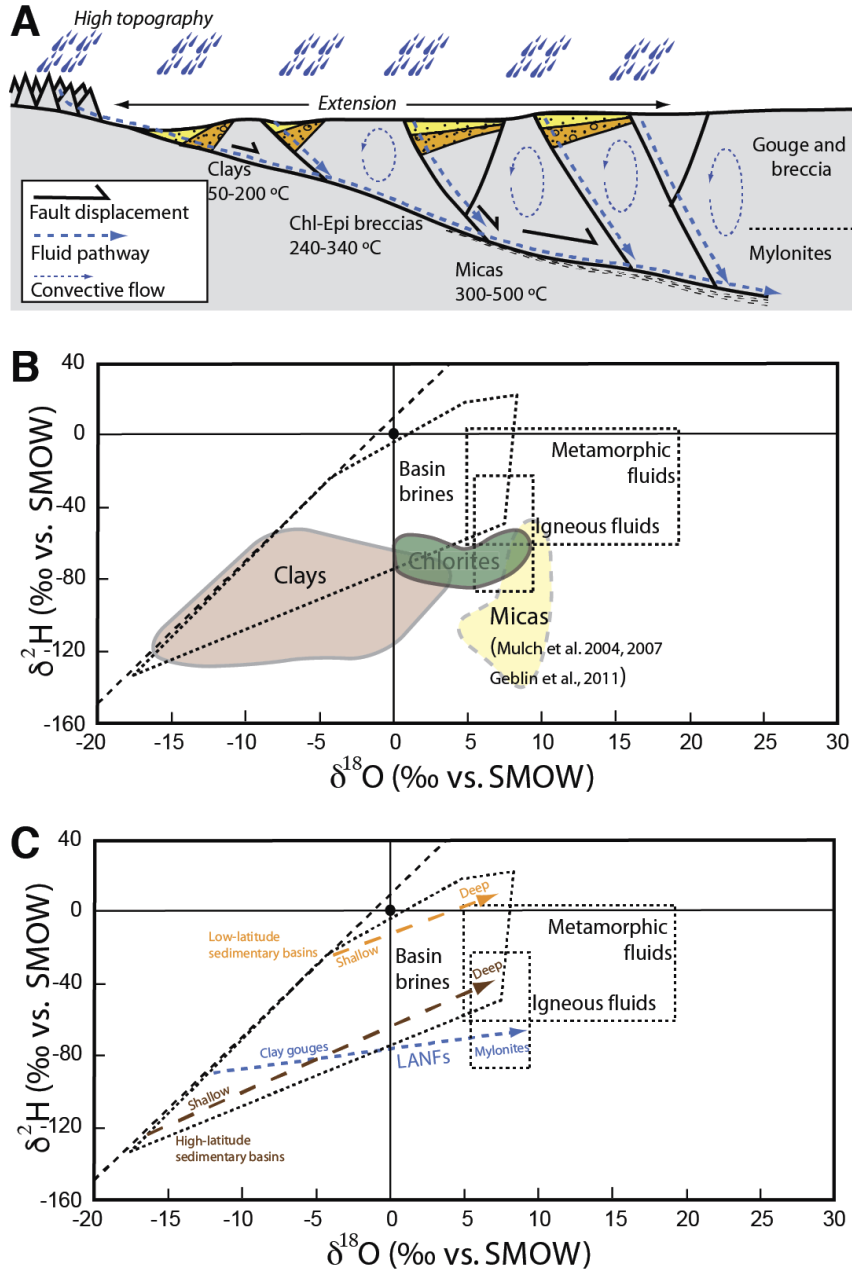 A
High topography
Extension
Clays
50-200 ºC
Gouge and
breccia
Fault displacement
Fluid pathway
Convective flow
Chl-Epi breccias
240-340 ºC
Micas
300-500 ºC
Mylonites
B
40
0
-40
-80
-120
-160
δ²H (‰ vs. SMOW)
Basin
brines
Metamorphic
fluids
Igneous fluids
Chlorites
Clays
Micas
(Mulch et al. 2004, 2007
Geblin et al., 2011)
-20
-15
-10
-5
0
5
10
15
20
25
30
δ¹⁸O (‰ vs. SMOW)
C
40
0
-40
-80
-120
-160
δ²H (‰ vs. SMOW)
Low-latitude
sedimentary basins
Shallow
Deep
Basin
brines
Metamorphic
fluids
Deep
Igneous fluids
Clay gouges
LANFs
Mylonites
Shallow
High-latitude
sedimentary basins
-20
-15
-10
-5
0
5
10
15
20
25
30
δ¹⁸O (‰ vs. SMOW)